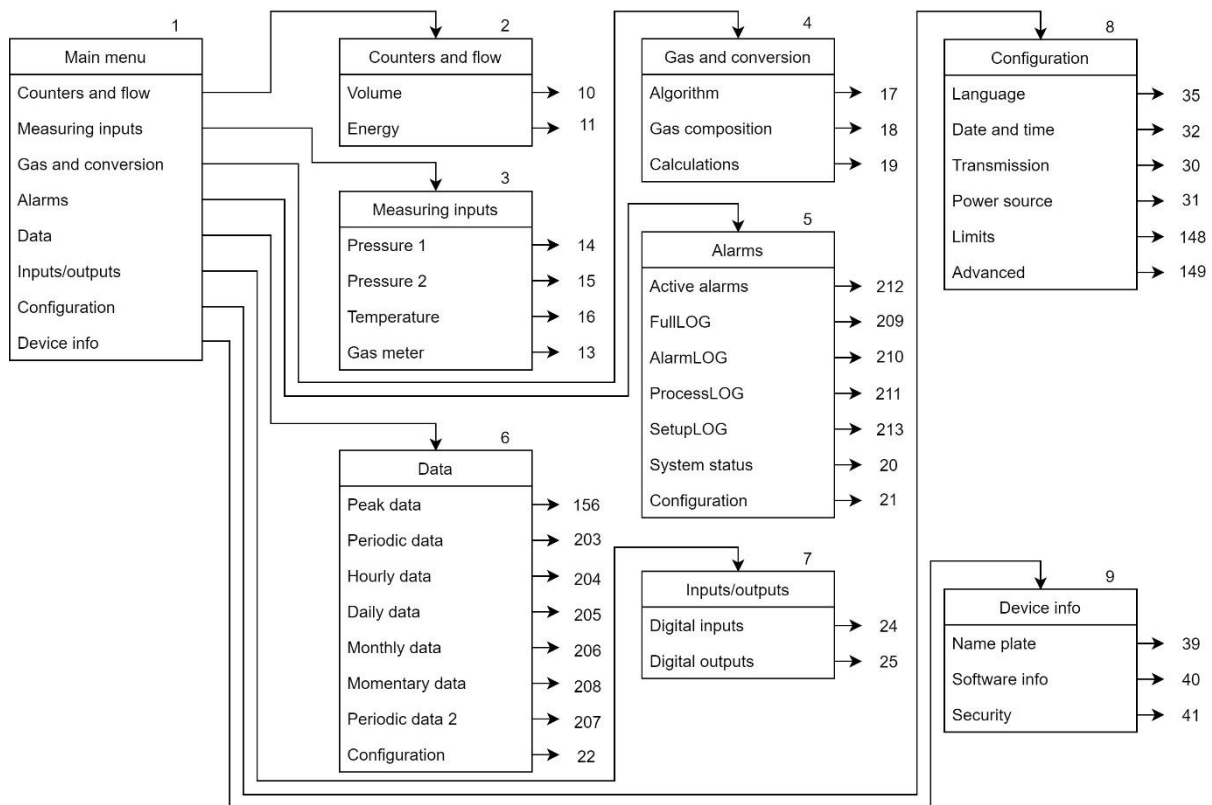 1
Main menu
Counters and flow
Measuring inputs
Gas and conversion
Alarms
Data
Inputs/outputs
Configuration
Device info
2
Counters and flow
Volume 10
Energy 11
3
Measuring inputs
Pressure 1 14
Pressure 2 15
Temperature 16
Gas meter 13
4
Gas and conversion
Algorithm 17
Gas composition 18
Calculations 19
5
Alarms
Active alarms 212
FullLOG 209
AlarmLOG 210
ProcessLOG 211
SetupLOG 213
System status 20
Configuration 21
6
Data
Peak data 156
Periodic data 203
Hourly data 204
Daily data 205
Monthly data 206
Momentary data 208
Periodic data 2 207
Configuration 22
7
Inputs/outputs
Digital inputs 24
Digital outputs 25
8
Configuration
Language 35
Date and time 32
Transmission 30
Power source 31
Limits 148
Advanced 149
9
Device info
Name plate 39
Software info 40
Security 41